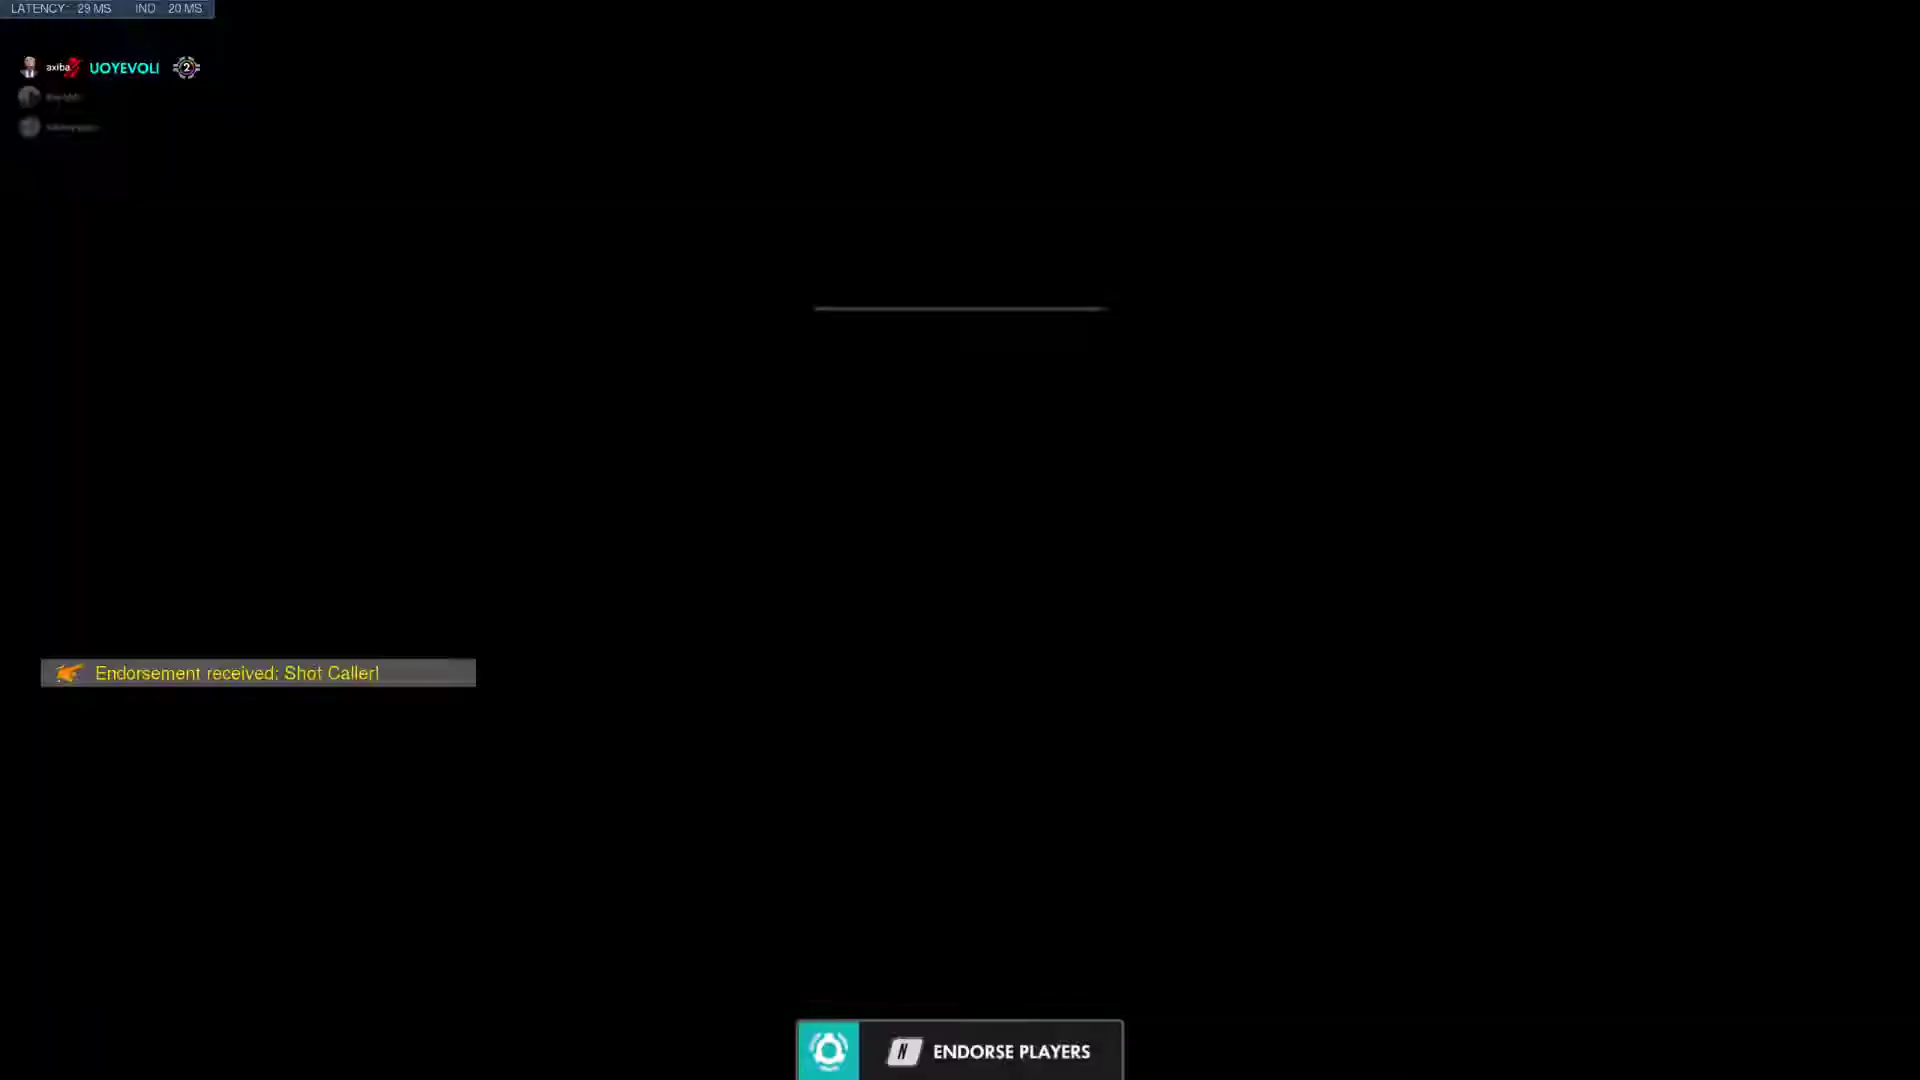 LATENCY: 29 MS IND 20 MS
axiba UOYEVOLI 2
Endorsement received: Shot Caller!
N ENDORSE PLAYERS